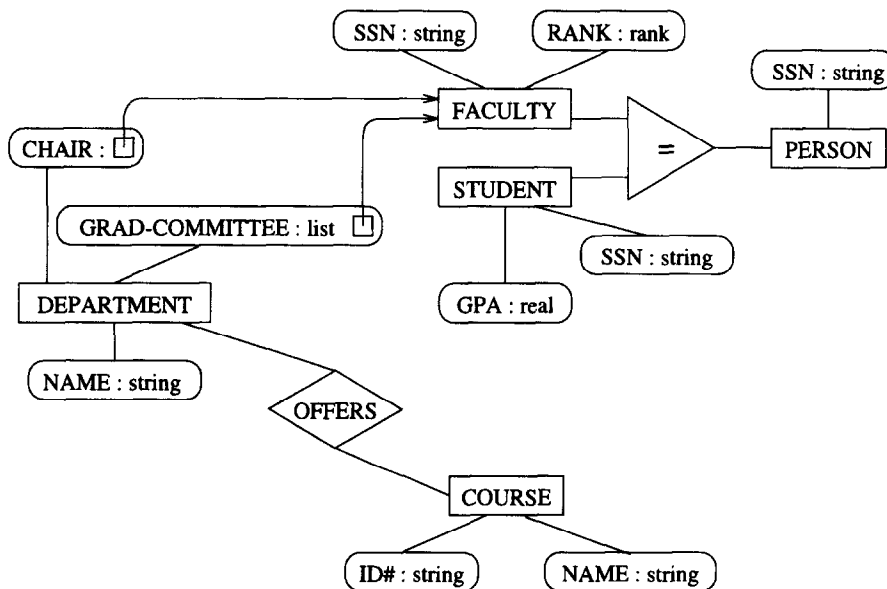 SSN : string
RANK : rank
SSN : string
FACULTY
CHAIR :
=
PERSON
STUDENT
GRAD-COMMITTEE : list
SSN : string
DEPARTMENT
GPA : real
NAME : string
OFFERS
COURSE
ID# : string
NAME : string